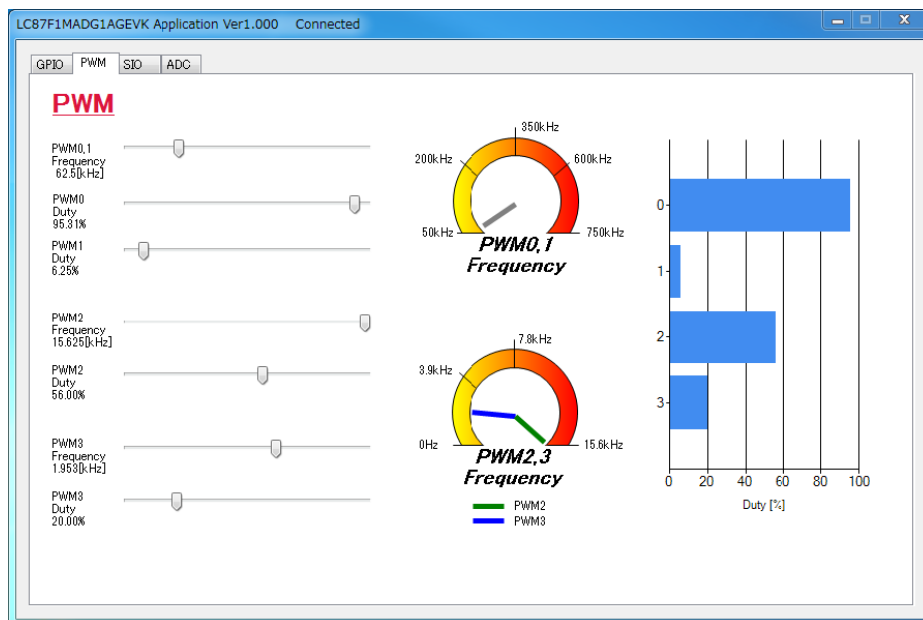 LC87F1MADG1AGEVK Application Ver1.000    Connected
GPIO PWM SIO ADC
PWM
PWM0,1
Frequency
62.5[kHz]
PWM0
Duty
95.31%
PWM1
Duty
6.25%
PWM2
Frequency
15.625[kHz]
PWM2
Duty
56.00%
PWM3
Frequency
1.953[kHz]
PWM3
Duty
20.00%
350kHz
200kHz
600kHz
50kHz
750kHz
PWM0,1
Frequency
7.8kHz
3.9kHz
0Hz
15.6kHz
PWM2,3
Frequency
PWM2
PWM3
0
1
2
3
0 20 40 60 80 100
Duty [%]